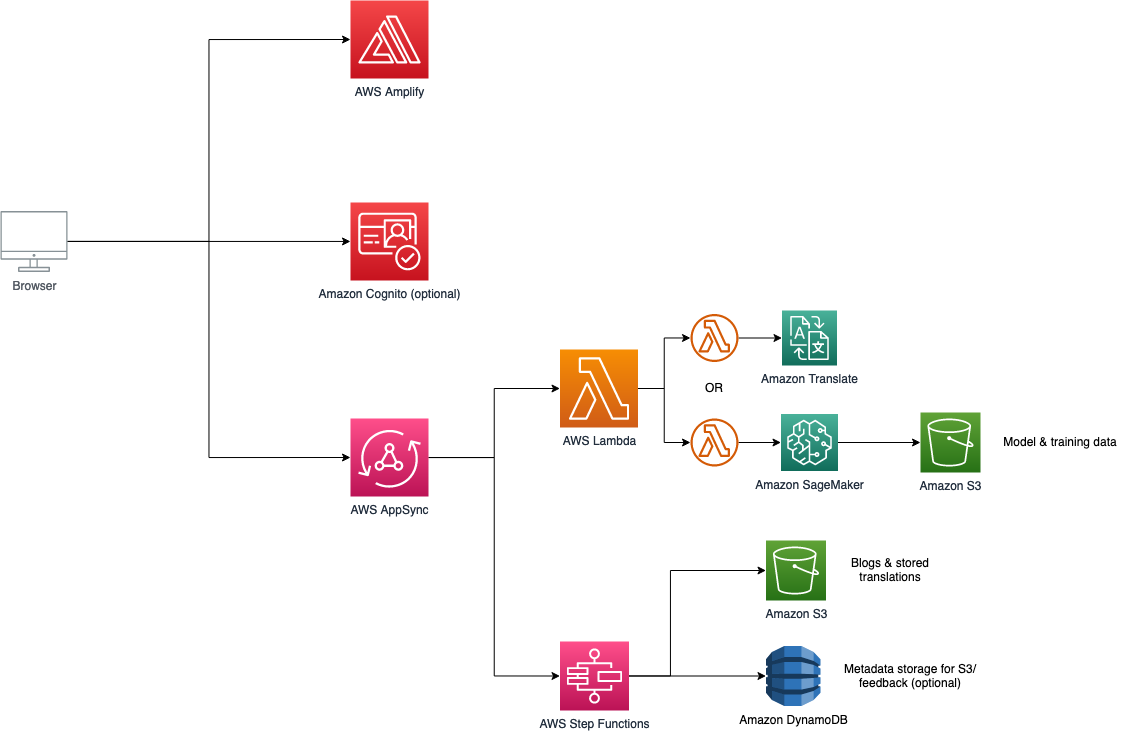 AWS Amplify
Browser
Amazon Cognito (optional)
AWS AppSync
AWS Lambda
OR
A
文
Amazon Translate
Amazon SageMaker
Amazon S3
Model & training data
Amazon S3
Blogs & stored
translations
AWS Step Functions
Amazon DynamoDB
Metadata storage for S3/
feedback (optional)